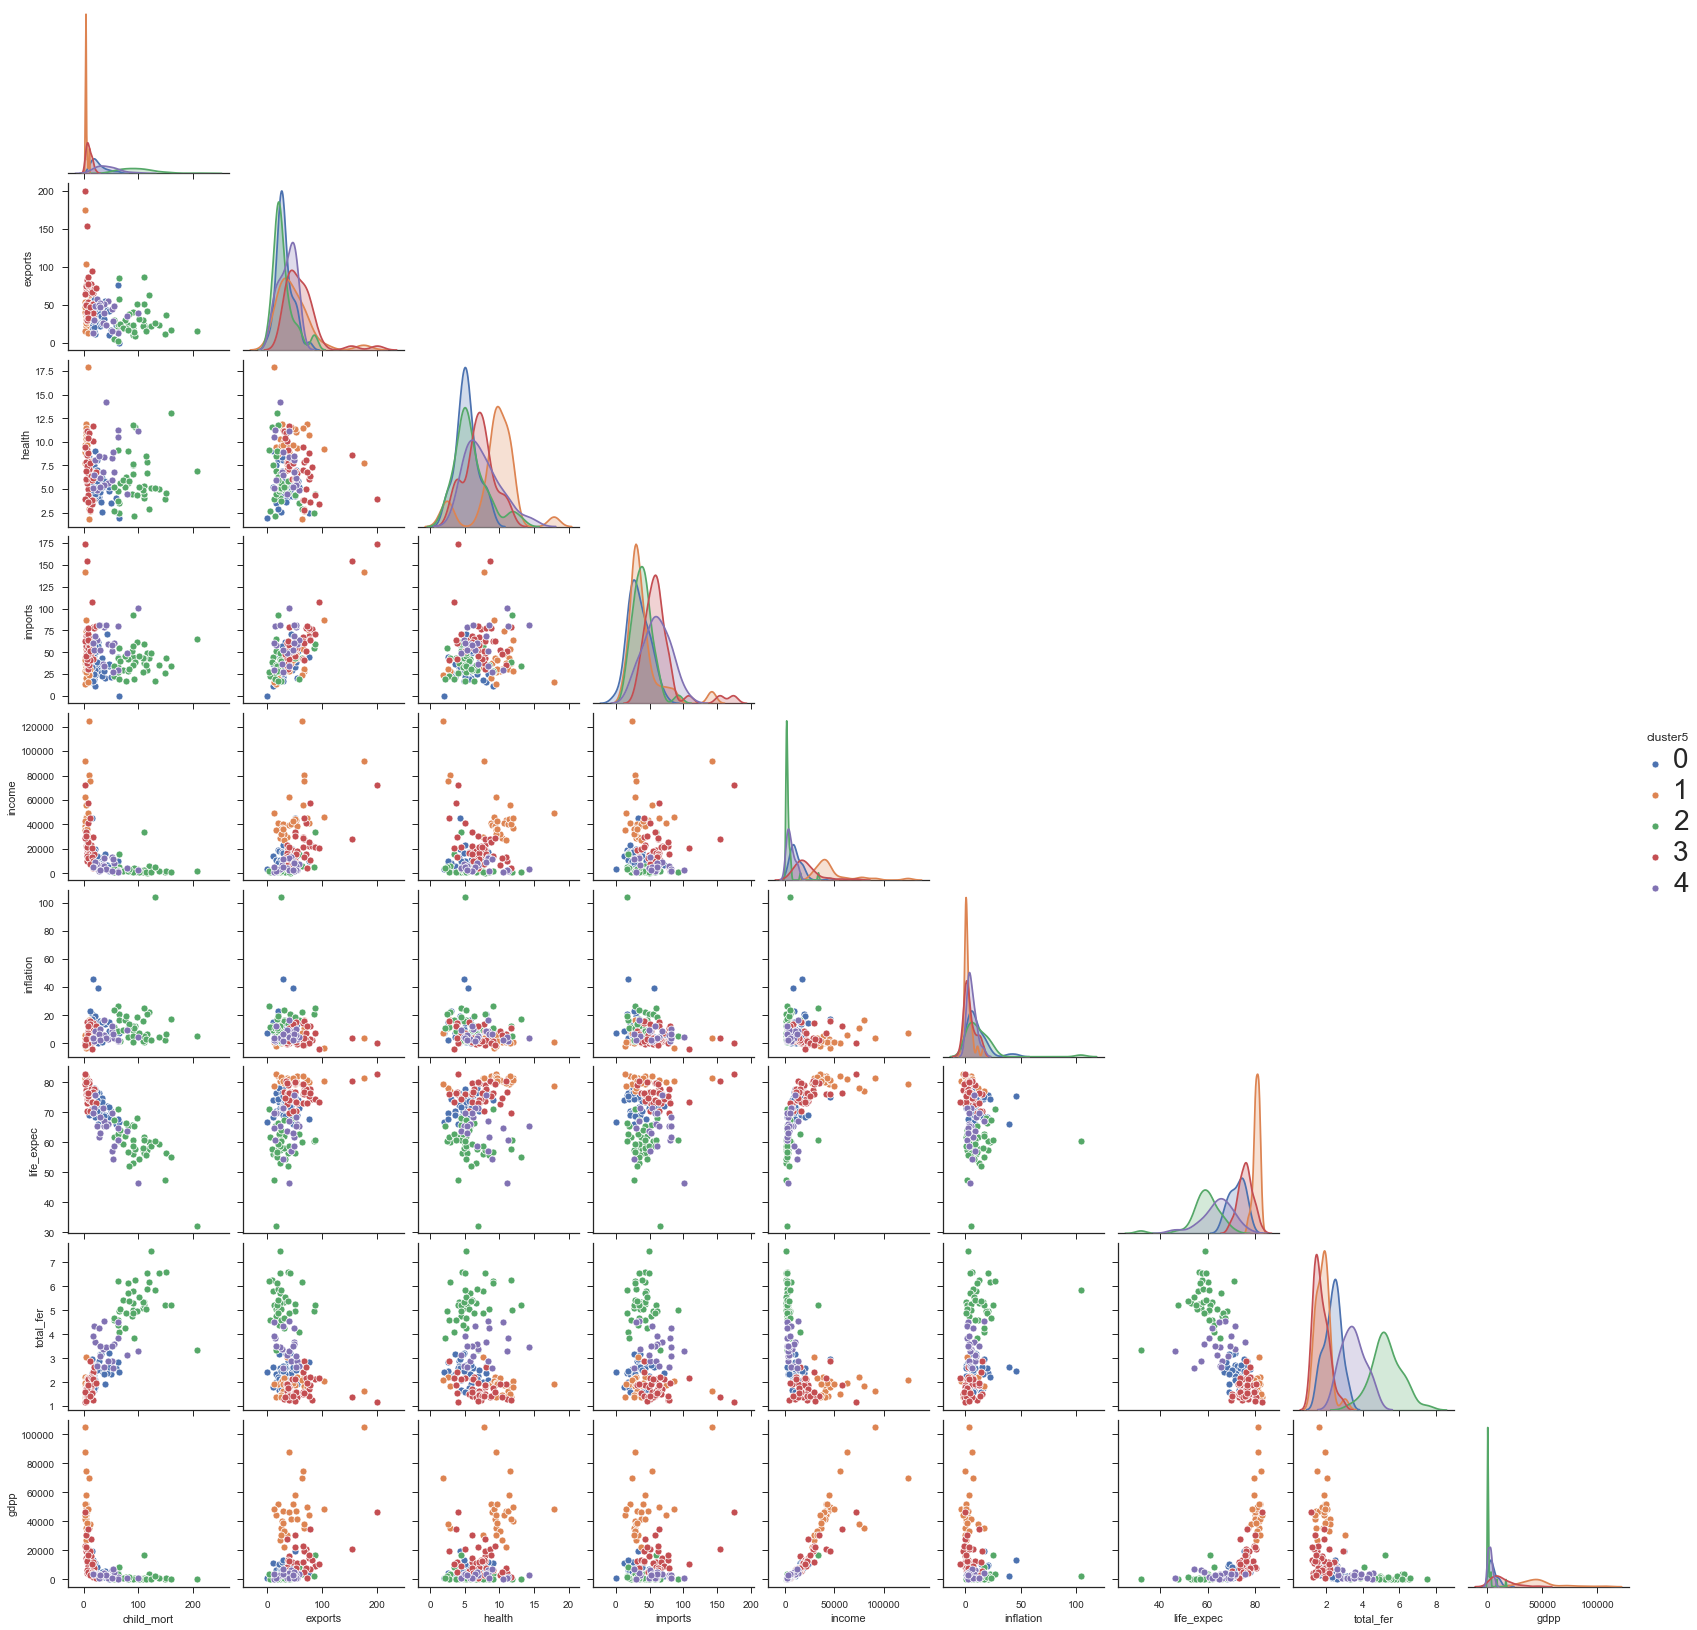 200
150
100
50
0
exports
17.5
15.0
12.5
10.0
7.5
5.0
2.5
health
175
150
125
100
75
50
25
0
imports
120000
100000
80000
60000
40000
20000
0
income
cluster5
0
1
2
3
4
100
80
60
40
20
0
inflation
80
70
60
50
40
30
life_expec
7
6
5
4
3
2
1
total_fer
100000
80000
60000
40000
20000
0
gdpp
0 100 200
child_mort
0 100 200
exports
0 5 10 15 20
health
0 50 100 150 200
imports
0 50000 100000
income
0 50 100
inflation
40 60 80
life_expec
2 4 6 8
total_fer
0 50000 100000
gdpp